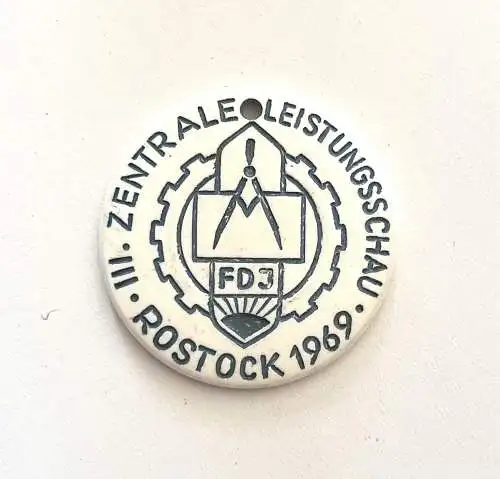 III. ZENTRALE LEISTUNGSSCHAU
· ROSTOCK 1969 ·
FDJ